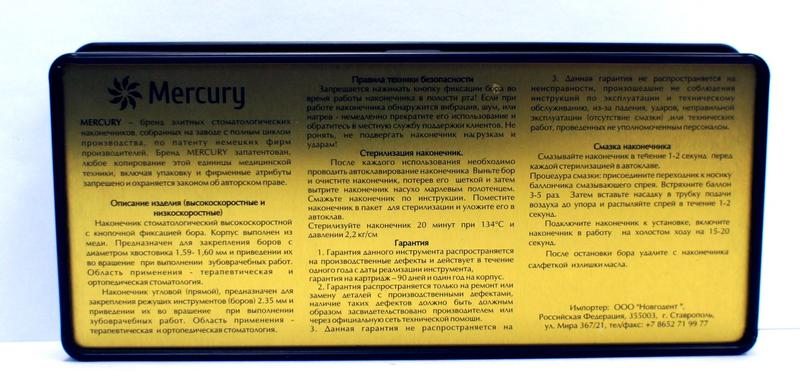 Mercury
MERCURY – бренд элитных стоматологических
наконечников, собранных на заводе с полным циклом
производства, по патенту немецких фирм
производителей. Бренд MERCURY запатентован,
любое копирование этой единицы медицинской
техники, включая упаковку и фирменные атрибуты
запрещено и охраняется законом об авторском праве.
Описание изделия (высокоскоростные и
низкоскоростные)
Наконечник стоматологический высокоскоростной
с кнопочной фиксацией бора. Корпус выполнен из
меди. Предназначен для закрепления боров с
диаметром хвостовика 1,59- 1,60 мм и приведении их
во врашение при выполнении зубоврачебных работ.
Область применения - терапевтическая и
ортопедическая стоматология.
Наконечник угловой (прямой), предназначен для
закрепления режущих инструментов (боров) 2.35 мм и
приведении их во врашение при выполнении
зубоврачебных работ. Область применения -
терапевтическая и ортопедическая стоматология.
Правила техники безопасности
Запрещается нажимать кнопку фиксации бора во
время работы наконечника в полости рта! Если при
работе наконечника обнаружится вибрация, шум, или
нагрев - немедленно прекратите его использование и
обратитесь в местную службу поддержки клиентов. Не
ронять, не подвергать наконечник нагрузкам и
ударам!
Стерилизация наконечник.
После каждого использования необходимо
проводить автоклавирование наконечника Выньте бор
и очистите наконечник, потерев его щеткой и затем
вытрите наконечник насухо марлевым полотенцем.
Смажьте наконечник по инструкции. Поместите
наконечник в пакет для стерилизации и уложите его в
автоклав.
Стерилизуйте наконечник 20 минут при 134°С и
давлении 2,2 кг/см
Гарантия
1. Гарантия данного инструмента распространяется
на производственные дефекты и действует в течение
одного года с даты реализации инструмента,
гарантия на картридж – 90 дней и один год на корпус.
2. Гарантия распространяется только на ремонт или
замену деталей с производственными дефектами,
наличие таких дефектов должно быть должным
образом засвидетельствовано производителем или
через официальную сеть технической помощи.
3. Данная гарантия не распространяется на
3. Данная гарантия не распространяется на
неисправности, произошедшие не соблюдения
инструкций по эксплуатации и техническому
обслуживанию, из-за падения, ударов, неправильной
эксплуатации (отсутствие смазки) ,или технических
работ, проведенных не уполномоченным персоналом.
Смазка наконечника
Смазывайте наконечник в течение 1-2 секунд перед
каждой стерилизацией в автоклаве.
Процедура смазки: присоедините переходник к носику
баллончика смазывающего спрея. Встряхните баллон
3-5 раз. Затем вставьте насадку в трубку подачи
воздуха до упора и распыляйте спрей в течение 1-2
секунд.
Подключите наконечник к установке, включите
наконечник в работу на холостом ходу на 15-20
секунд.
После остановки бора удалите с наконечника
салфеткой излишки масла.
Импортер: ООО "Новгодент ",
Российская Федерация, 355003, г. Ставрополь,
ул. Мира 367/21, тел/факс: +7 8652 71 99 77